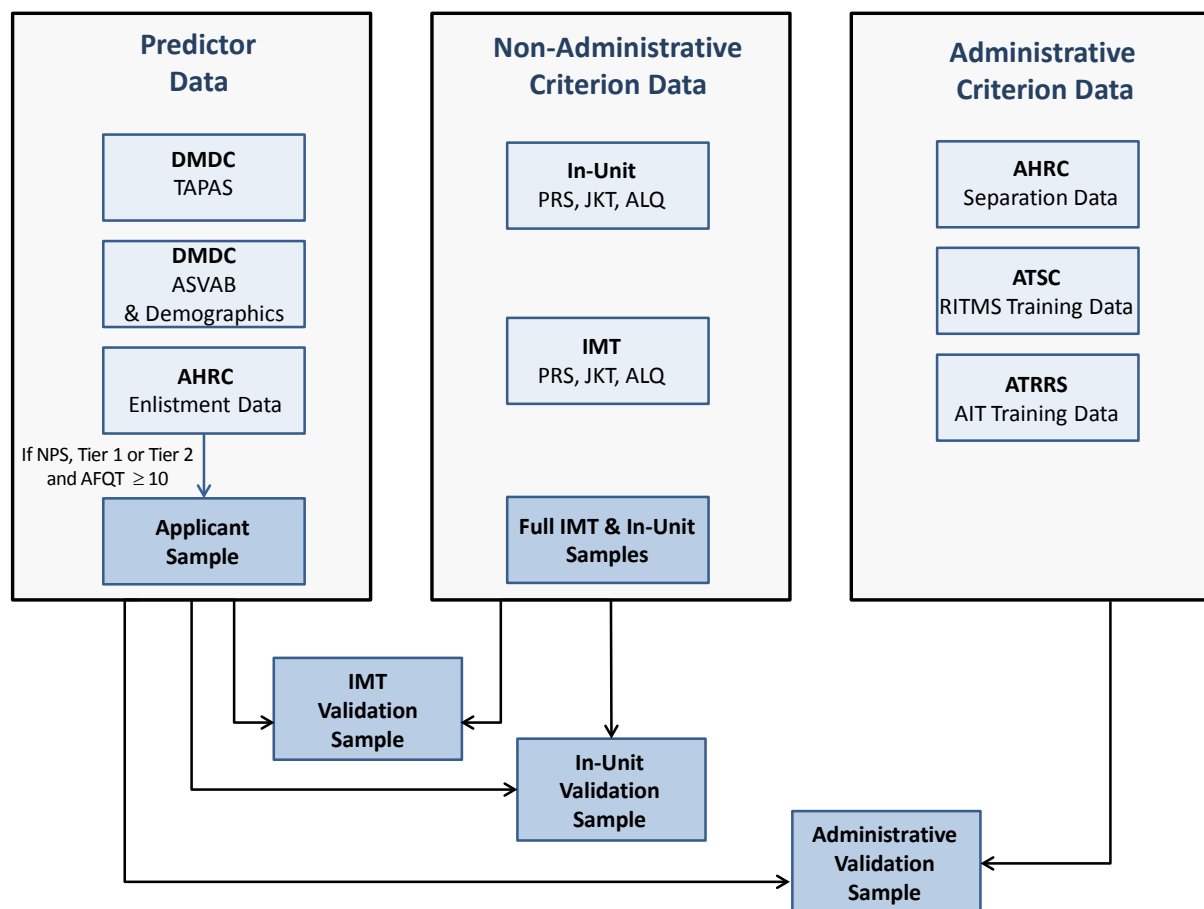 Predictor
Data
DMDC
TAPAS
DMDC
ASVAB
& Demographics
AHRC
Enlistment Data
If NPS, Tier 1 or Tier 2
and AFQT ≥ 10
Applicant
Sample
Non-Administrative
Criterion Data
In-Unit
PRS, JKT, ALQ
IMT
PRS, JKT, ALQ
Full IMT & In-Unit
Samples
Administrative
Criterion Data
AHRC
Separation Data
ATSC
RITMS Training Data
ATRRS
AIT Training Data
IMT
Validation
Sample
In-Unit
Validation
Sample
Administrative
Validation
Sample